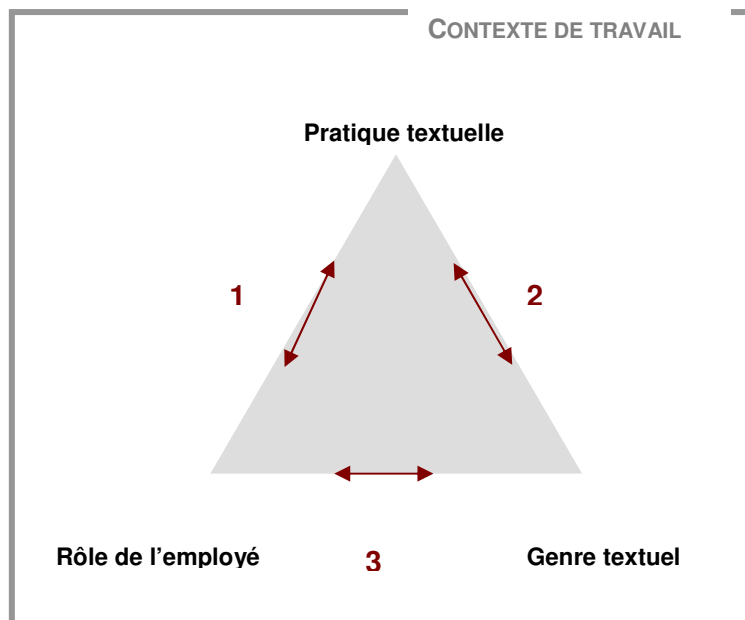 CONTEXTE DE TRAVAIL
Pratique textuelle
1
2
Rôle de l’employé
3
Genre textuel